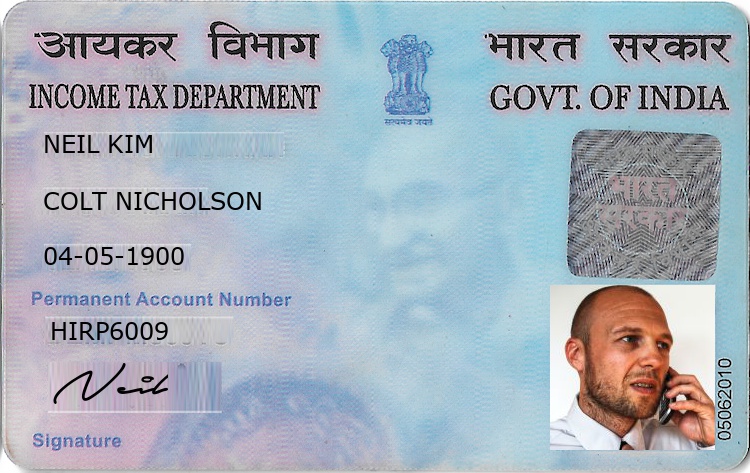 आयकर विभाग
भारत सरकार
INCOME TAX DEPARTMENT
GOVT. OF INDIA
सत्यमेव जयते
NEIL KIM
भारत
सरकार
COLT NICHOLSON
04-05-1900
Permanent Account Number
HIRP6009
Neil
Signature
05062010